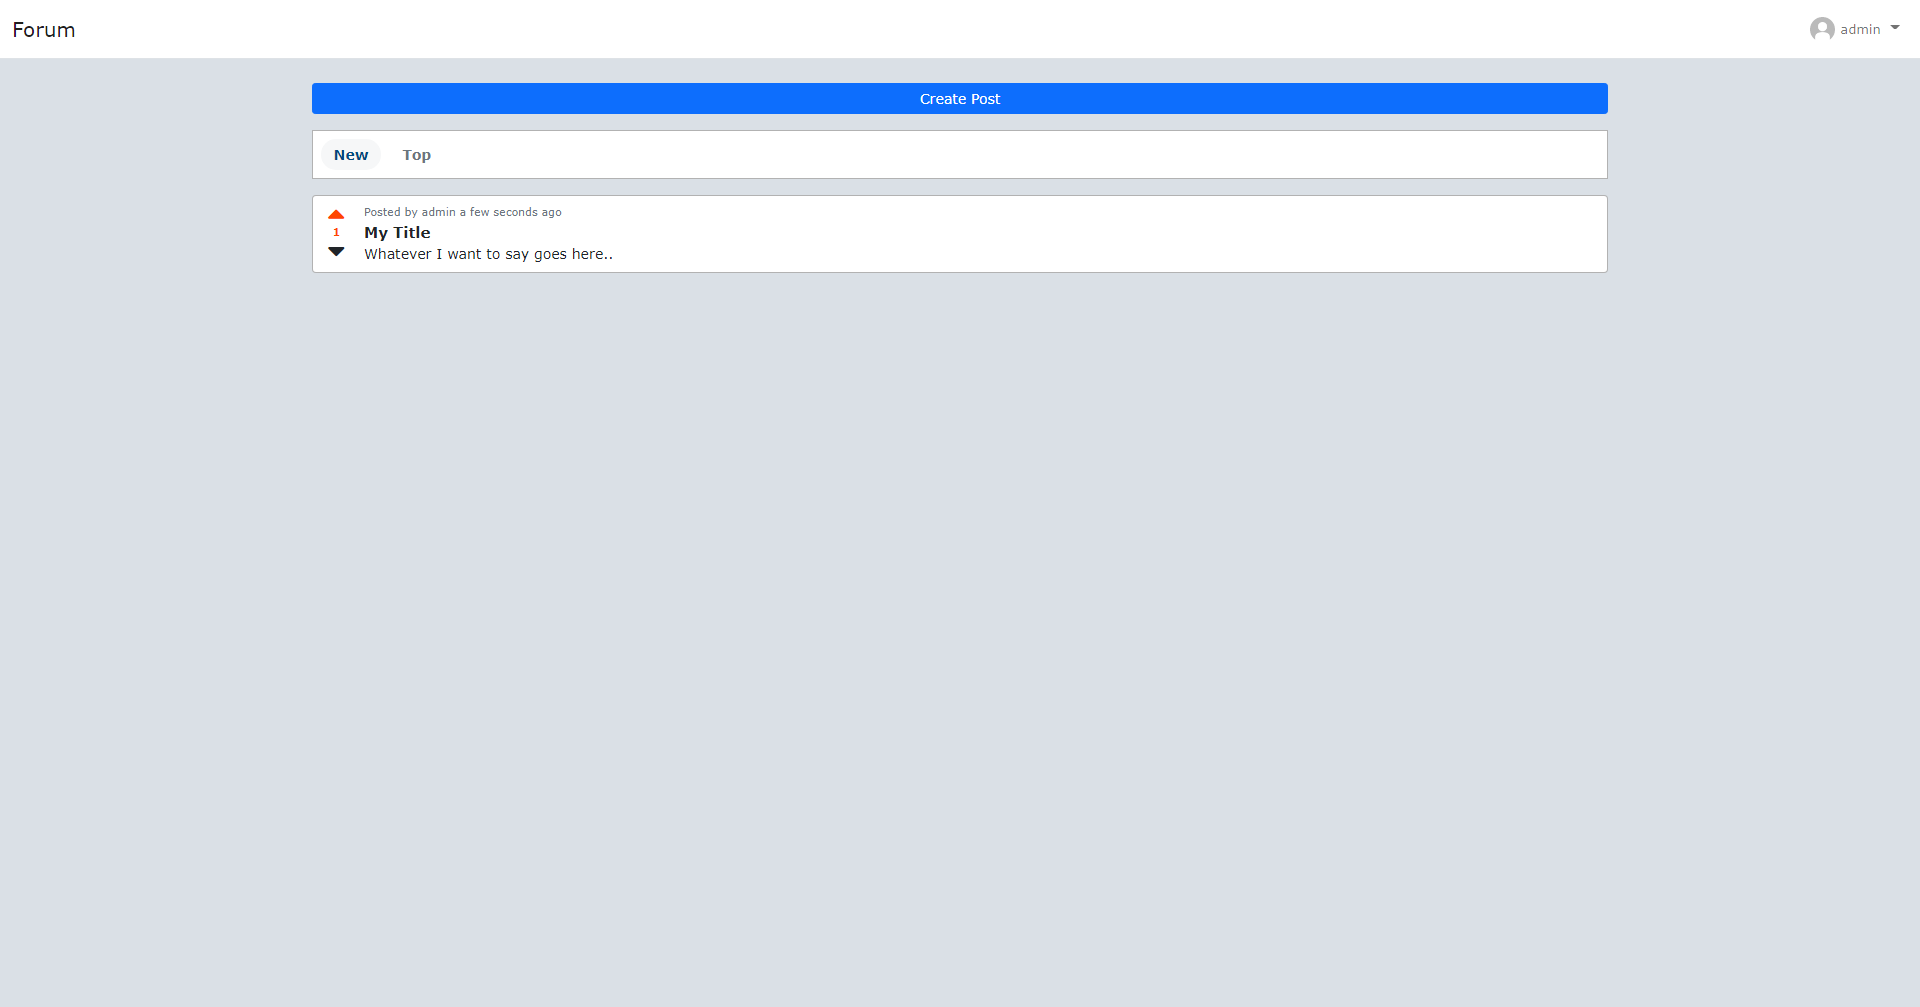 Forum
admin
Create Post
New Top
Posted by admin a few seconds ago
1
My Title
Whatever I want to say goes here..